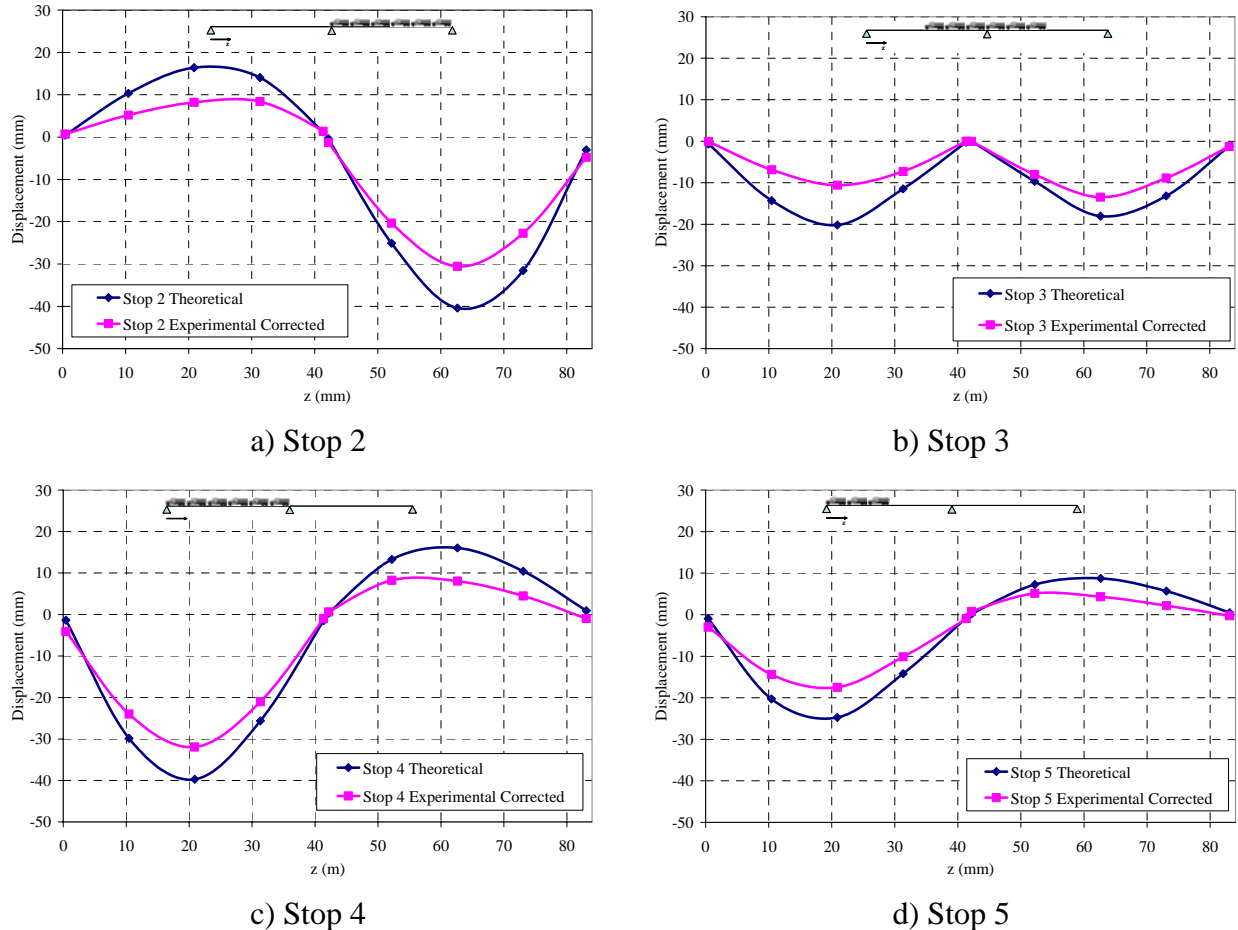 30
20
10
0
-10
-20
-30
-40
-50
Displacement (mm)
z
Stop 2 Theoretical
Stop 2 Experimental Corrected
0 10 20 30 40 50 60 70 80
z (mm)
a) Stop 2
30
20
10
0
-10
-20
-30
-40
-50
Displacement (mm)
z
Stop 3 Theoretical
Stop 3 Experimental Corrected
0 10 20 30 40 50 60 70 80
z (m)
b) Stop 3
30
20
10
0
-10
-20
-30
-40
-50
Displacement (mm)
z
Stop 4 Theoretical
Stop 4 Experimental Corrected
0 10 20 30 40 50 60 70 80
z (m)
c) Stop 4
30
20
10
0
-10
-20
-30
-40
-50
Displacement (mm)
z
Stop 5 Theoretical
Stop 5 Experimental Corrected
0 10 20 30 40 50 60 70 80
z (m)
d) Stop 5